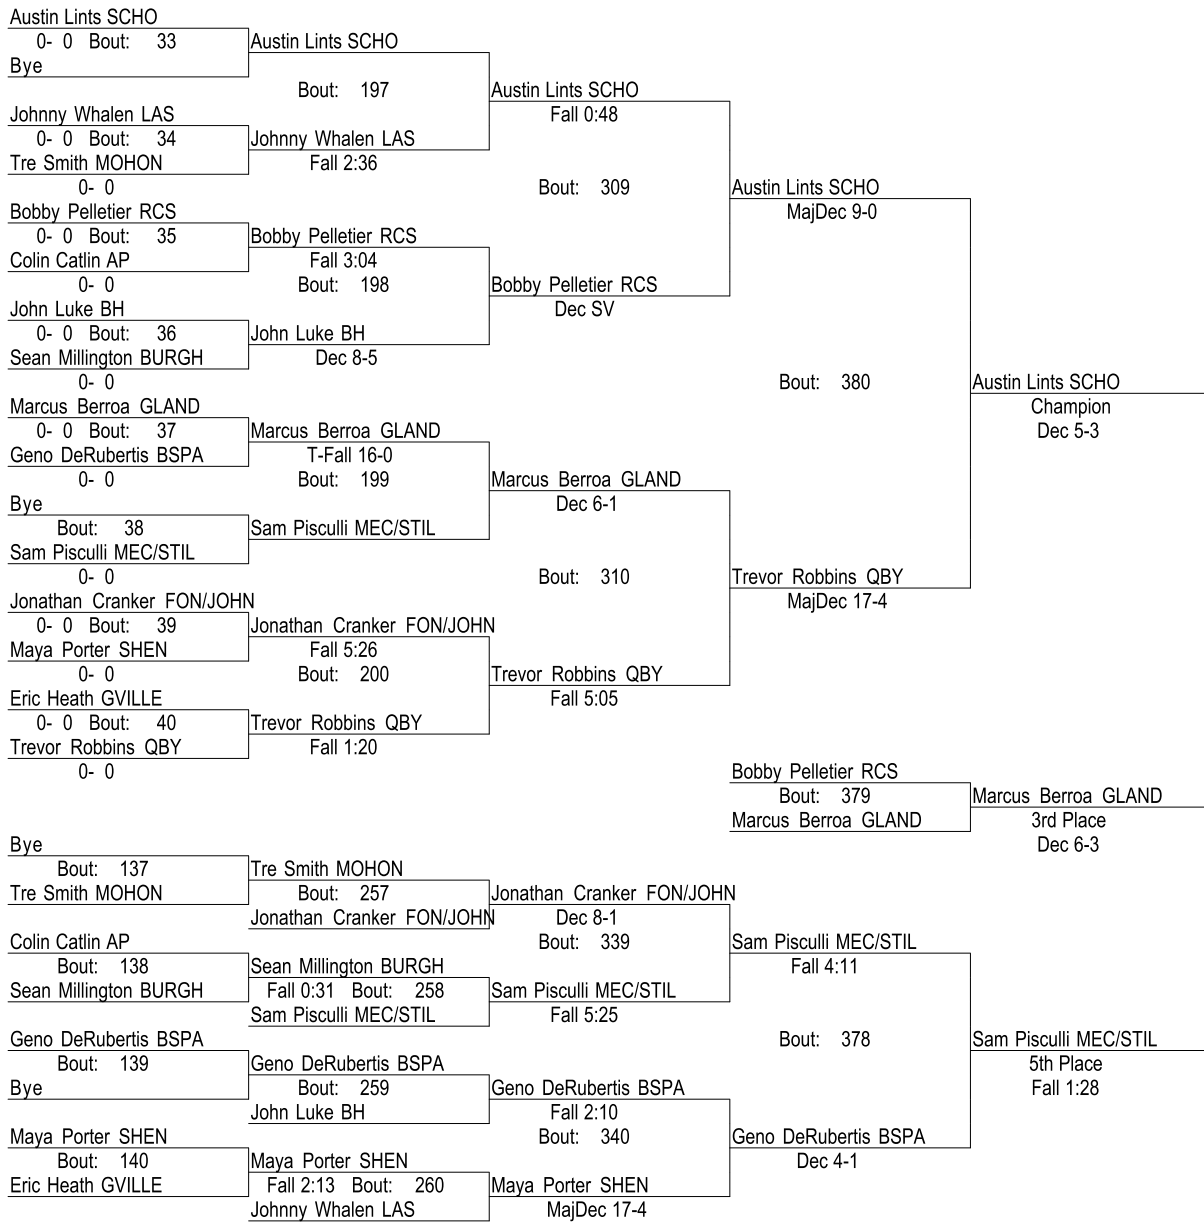 Austin Lints SCHO
0- 0 Bout: 33
Austin Lints SCHO
Bye
Bout: 197
Austin Lints SCHO
Johnny Whalen LAS
Fall 0:48
0- 0 Bout: 34
Johnny Whalen LAS
Tre Smith MOHON
Fall 2:36
0- 0
Bout: 309
Austin Lints SCHO
Bobby Pelletier RCS
MajDec 9-0
0- 0 Bout: 35
Bobby Pelletier RCS
Colin Catlin AP
Fall 3:04
0- 0
Bout: 198
Bobby Pelletier RCS
John Luke BH
Dec SV
0- 0 Bout: 36
John Luke BH
Sean Millington BURGH
Dec 8-5
0- 0
Bout: 380
Austin Lints SCHO
Marcus Berroa GLAND
Champion
0- 0 Bout: 37
Marcus Berroa GLAND
Dec 5-3
Geno DeRubertis BSPA
T-Fall 16-0
0- 0
Bout: 199
Marcus Berroa GLAND
Bye
Dec 6-1
Bout: 38
Sam Pisculli MEC/STIL
Sam Pisculli MEC/STIL
0- 0
Bout: 310
Trevor Robbins QBY
Jonathan Cranker FON/JOHN
MajDec 17-4
0- 0 Bout: 39
Jonathan Cranker FON/JOHN
Maya Porter SHEN
Fall 5:26
0- 0
Bout: 200
Trevor Robbins QBY
Eric Heath GVILLE
Fall 5:05
0- 0 Bout: 40
Trevor Robbins QBY
Trevor Robbins QBY
Fall 1:20
0- 0
Bobby Pelletier RCS
Bout: 379
Marcus Berroa GLAND
Marcus Berroa GLAND
3rd Place
Dec 6-3
Bye
Bout: 137
Tre Smith MOHON
Tre Smith MOHON
Bout: 257
Jonathan Cranker FON/JOHN
Jonathan Cranker FON/JOHN
Dec 8-1
Colin Catlin AP
Bout: 339
Sam Pisculli MEC/STIL
Bout: 138
Sean Millington BURGH
Fall 4:11
Sean Millington BURGH
Fall 0:31 Bout: 258
Sam Pisculli MEC/STIL
Sam Pisculli MEC/STIL
Fall 5:25
Geno DeRubertis BSPA
Bout: 378
Sam Pisculli MEC/STIL
Bout: 139
Geno DeRubertis BSPA
5th Place
Bye
Bout: 259
Geno DeRubertis BSPA
Fall 1:28
John Luke BH
Fall 2:10
Maya Porter SHEN
Bout: 340
Geno DeRubertis BSPA
Bout: 140
Maya Porter SHEN
Dec 4-1
Eric Heath GVILLE
Fall 2:13 Bout: 260
Maya Porter SHEN
Johnny Whalen LAS
MajDec 17-4